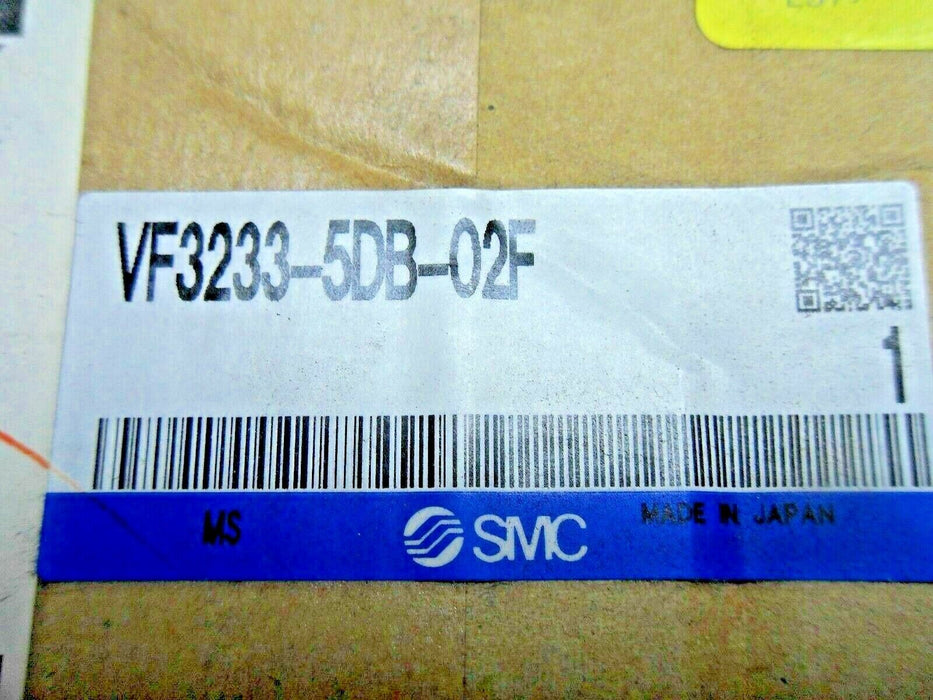 VF3233-5DB-02F
1
MS
SMC
MADE IN JAPAN